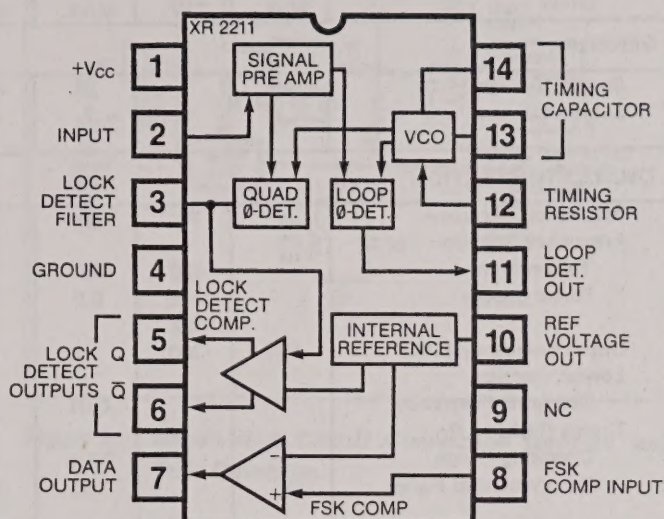 XR 2211
+VCC 1
INPUT 2
LOCK
DETECT
FILTER
3
GROUND 4
LOCK
DETECT
OUTPUTS
Q 5
Q̅ 6
DATA
OUTPUT
7
SIGNAL
PRE AMP
VCO
QUAD
Ø-DET.
LOOP
Ø-DET.
LOCK
DETECT
COMP.
INTERNAL
REFERENCE
−
+
FSK COMP
14
13
TIMING
CAPACITOR
12 TIMING
RESISTOR
11 LOOP
DET.
OUT
10 REF
VOLTAGE
OUT
9 NC
8 FSK
COMP INPUT